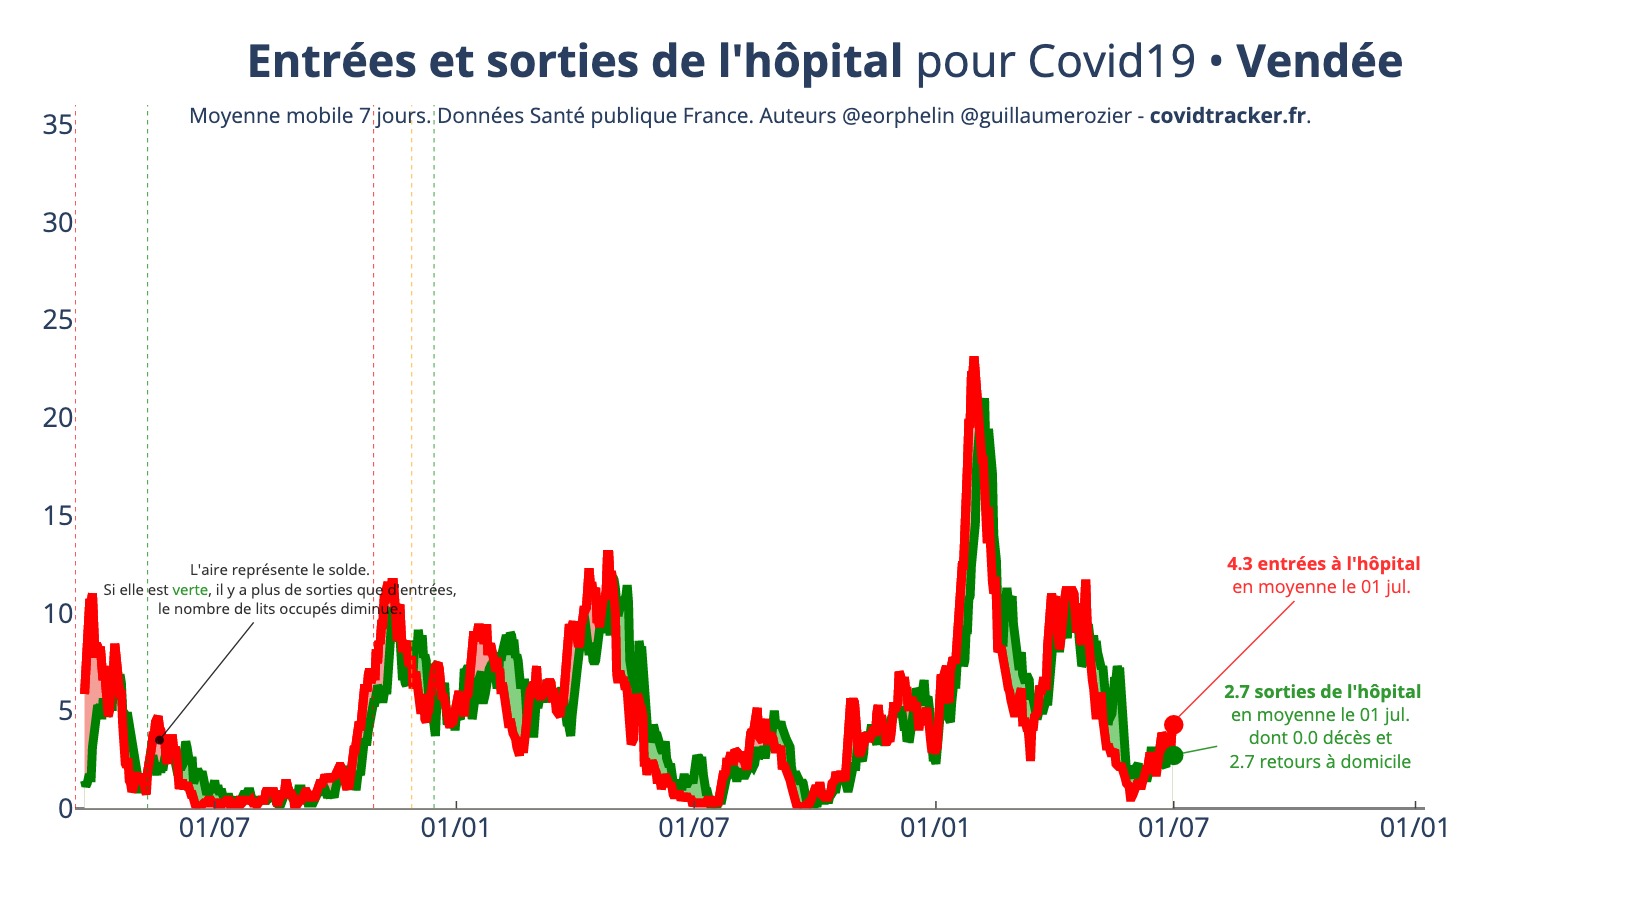 Entrées et sorties de l'hôpital pour Covid19 • Vendée
Moyenne mobile 7 jours. Données Santé publique France. Auteurs @eorphelin @guillaumerozier - covidtracker.fr.
35
30
25
20
15
10
5
0
L'aire représente le solde.
Si elle est verte, il y a plus de sorties que d'entrées,
le nombre de lits occupés diminue.
4.3 entrées à l'hôpital
en moyenne le 01 jul.
2.7 sorties de l'hôpital
en moyenne le 01 jul.
dont 0.0 décès et
2.7 retours à domicile
01/07
01/01
01/07
01/01
01/07
01/01